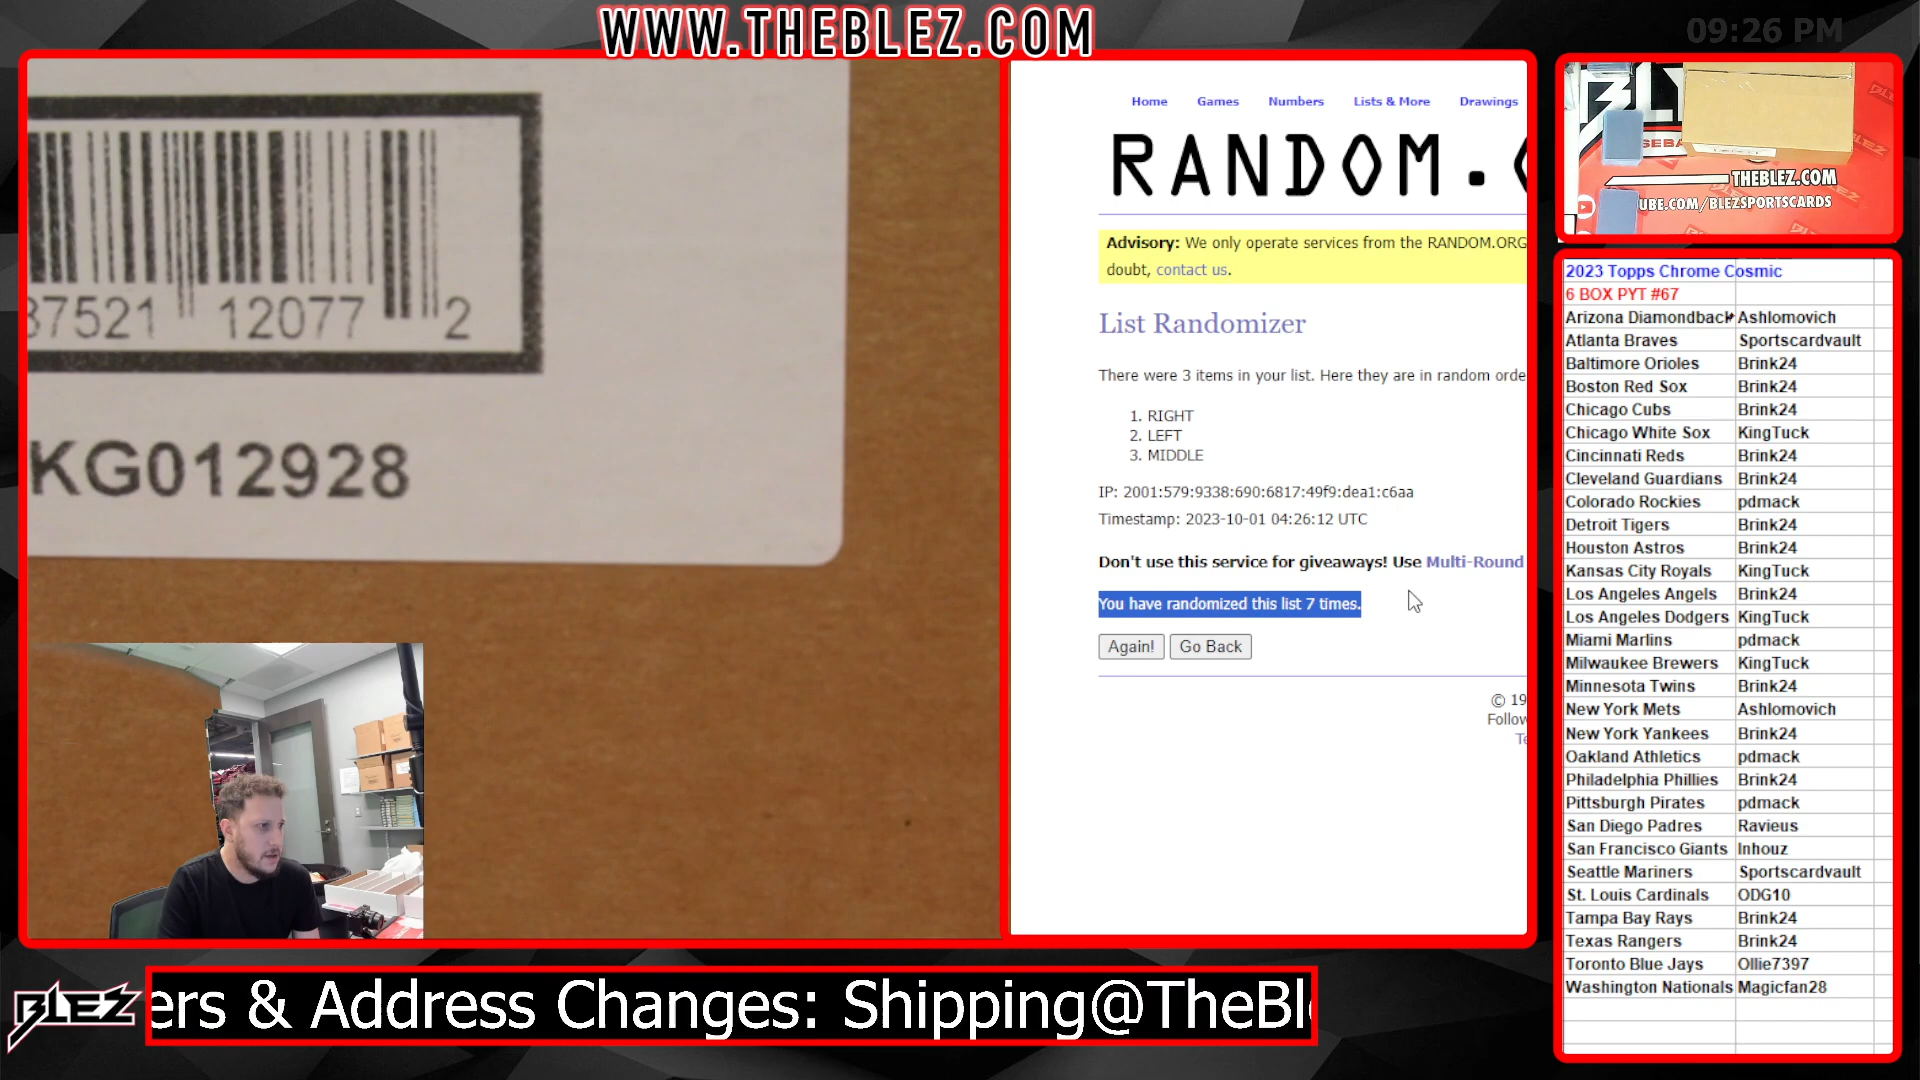 WWW.THEBLEZ.COM
09:26 PM
37521 12077 2
KG012928
Home Games Numbers Lists & More Drawings
RANDOM.
Advisory: We only operate services from the RANDOM.ORG
doubt, contact us.
List Randomizer
There were 3 items in your list. Here they are in random orde
1. RIGHT
2. LEFT
3. MIDDLE
IP: 2001:579:9338:690:6817:49f9:dea1:c6aa
Timestamp: 2023-10-01 04:26:12 UTC
Don't use this service for giveaways! Use Multi-Round
You have randomized this list 7 times.
Again! Go Back
© 19
Follow
THEBLEZ.COM
UBE.COM/BLEZSPORTSCARDS
2023 Topps Chrome Cosmic
6 BOX PYT #67
Arizona Diamondback Ashlomovich
Atlanta Braves Sportscardvault
Baltimore Orioles Brink24
Boston Red Sox Brink24
Chicago Cubs Brink24
Chicago White Sox KingTuck
Cincinnati Reds Brink24
Cleveland Guardians Brink24
Colorado Rockies pdmack
Detroit Tigers Brink24
Houston Astros Brink24
Kansas City Royals KingTuck
Los Angeles Angels Brink24
Los Angeles Dodgers KingTuck
Miami Marlins pdmack
Milwaukee Brewers KingTuck
Minnesota Twins Brink24
New York Mets Ashlomovich
New York Yankees Brink24
Oakland Athletics pdmack
Philadelphia Phillies Brink24
Pittsburgh Pirates pdmack
San Diego Padres Ravieus
San Francisco Giants Inhouz
Seattle Mariners Sportscardvault
St. Louis Cardinals ODG10
Tampa Bay Rays Brink24
Texas Rangers Brink24
Toronto Blue Jays Ollie7397
Washington Nationals Magicfan28
BLEZ
ers & Address Changes: Shipping@TheBl